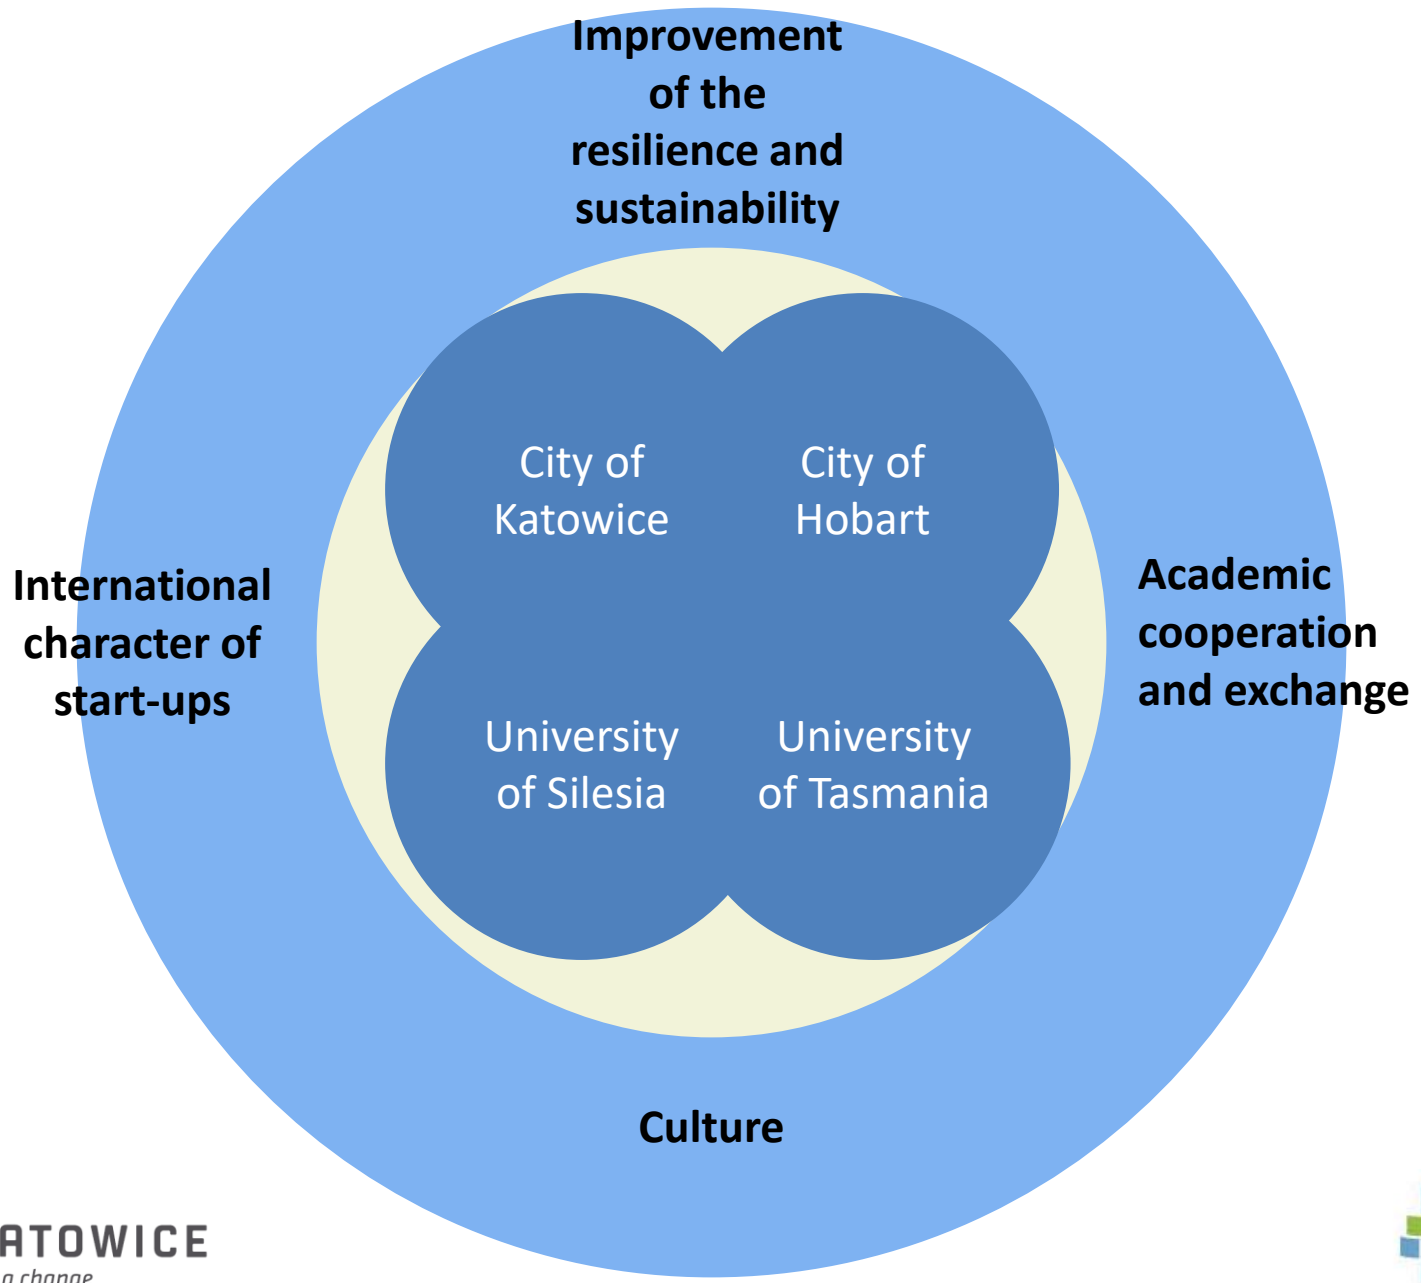 Improvement
of the
resilience and
sustainability
City of
Katowice
City of
Hobart
International
character of
start-ups
Academic
cooperation
and exchange
University
of Silesia
University
of Tasmania
Culture
ATOWICE
a change